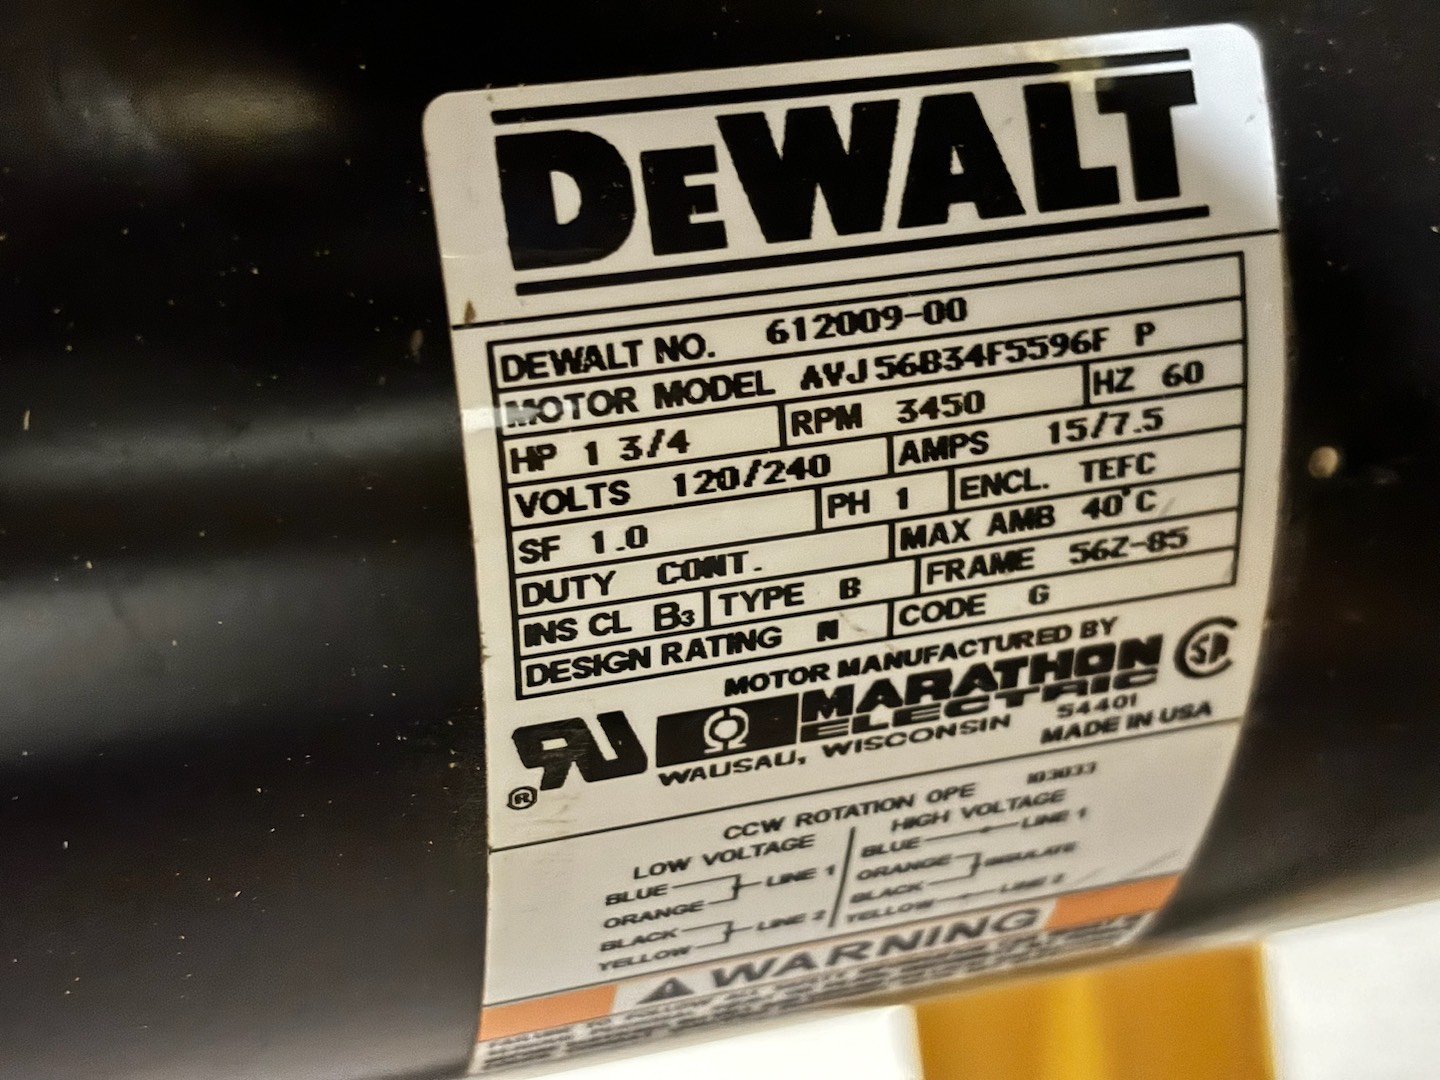 DEWALT
DEWALT NO. 612009-00
MOTOR MODEL AVJ56B34F5596F P
HP 1 3/4 RPM 3450 HZ 60
VOLTS 120/240 AMPS 15/7.5
SF 1.0 PH 1 ENCL. TEFC
DUTY CONT. MAX AMB 40°C
INS CL B3 TYPE B FRAME 56Z-85
DESIGN RATING N CODE G
MOTOR MANUFACTURED BY
MARATHON
ELECTRIC
WAUSAU, WISCONSIN 54401
MADE IN USA
®
CCW ROTATION OPE 103033
LOW VOLTAGE
BLUE LINE 1
ORANGE
BLACK LINE 2
YELLOW
HIGH VOLTAGE
BLUE LINE 1
ORANGE INSULATE
BLACK
YELLOW LINE 2
WARNING